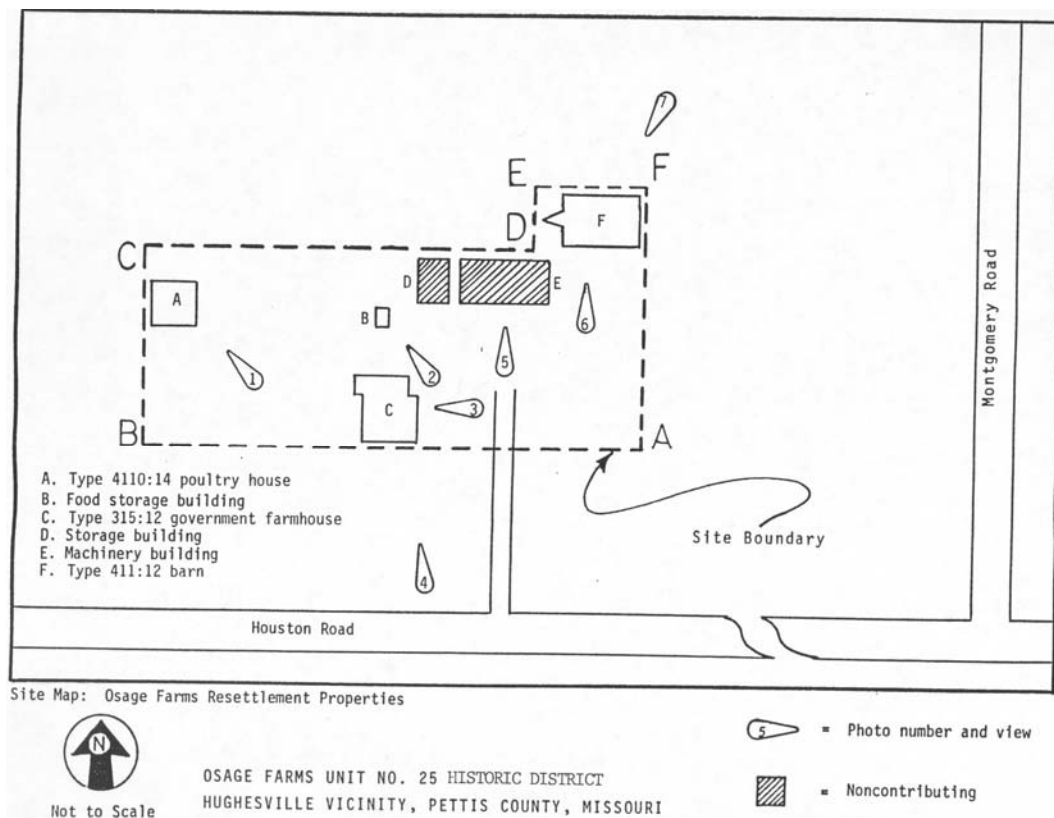 7
E
F
D
F
C
A
D
E
B
6
5
1
2
C
3
B
A
Montgomery Road
A. Type 4110:14 poultry house
B. Food storage building
C. Type 315:12 government farmhouse
D. Storage building
E. Machinery building
F. Type 411:12 barn
Site Boundary
4
Houston Road
Site Map: Osage Farms Resettlement Properties
N
Not to Scale
OSAGE FARMS UNIT NO. 25 HISTORIC DISTRICT
HUGHESVILLE VICINITY, PETTIS COUNTY, MISSOURI
5 = Photo number and view
= Noncontributing